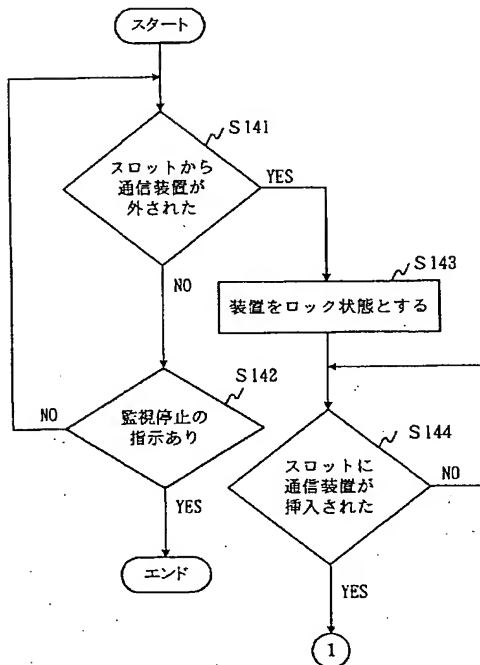 スタート
S141
スロットから
通信装置が
外された
YES
NO
S143
装置をロック状態とする
S142
監視停止の
指示あり
NO
YES
エンド
S144
スロットに
通信装置が
挿入された
NO
YES
1